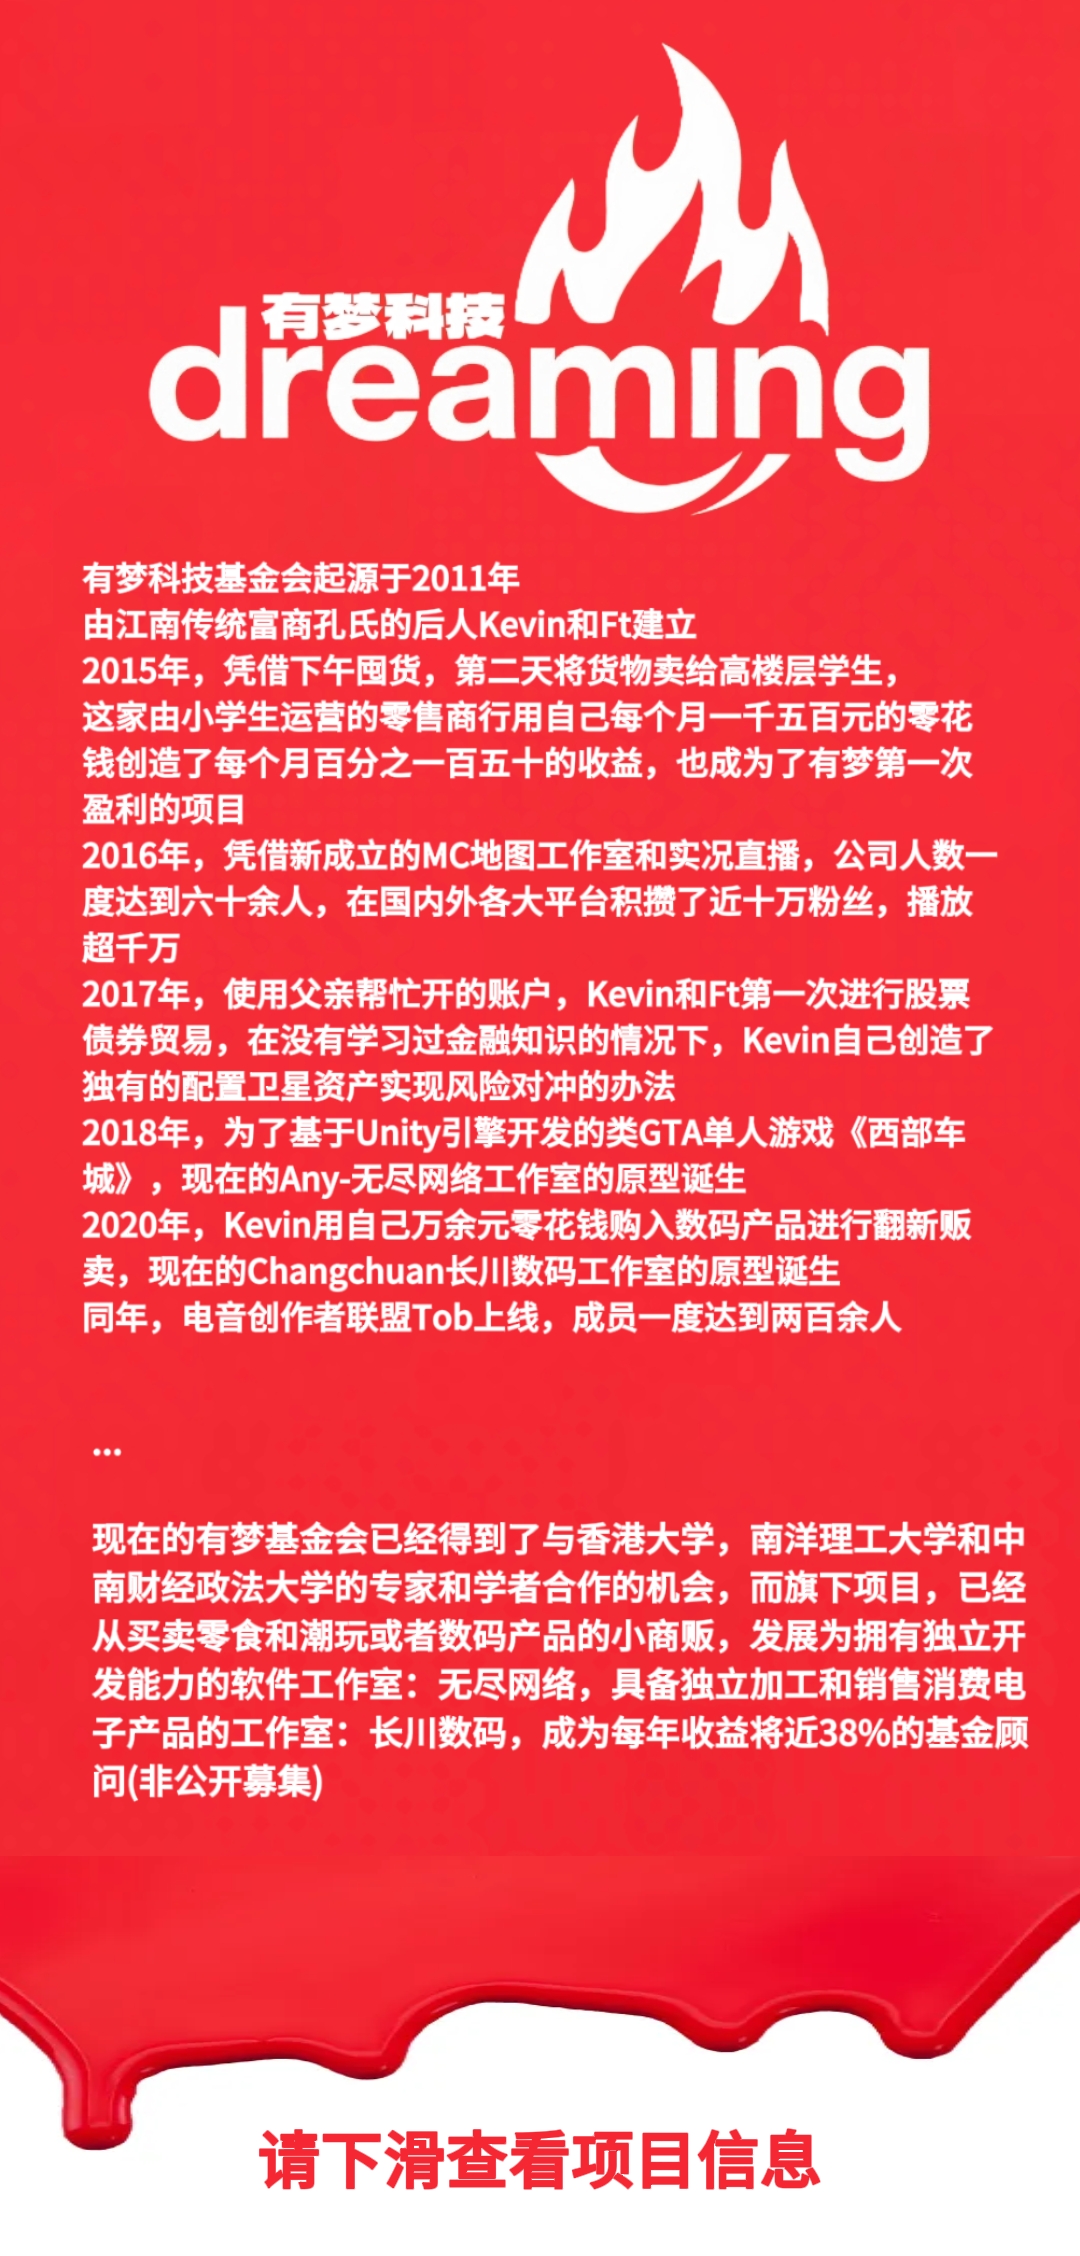 有梦科技
dreaming
有梦科技基金会起源于2011年
由江南传统富商孔氏的后人Kevin和Ft建立
2015年，凭借下午囤货，第二天将货物卖给高楼层学生，
这家由小学生运营的零售商行用自己每个月一千五百元的零花
钱创造了每个月百分之一百五十的收益，也成为了有梦第一次
盈利的项目
2016年，凭借新成立的MC地图工作室和实况直播，公司人数一
度达到六十余人，在国内外各大平台积攒了近十万粉丝，播放
超千万
2017年，使用父亲帮忙开的账户，Kevin和Ft第一次进行股票
债券贸易，在没有学习过金融知识的情况下，Kevin自己创造了
独有的配置卫星资产实现风险对冲的办法
2018年，为了基于Unity引擎开发的类GTA单人游戏《西部车
城》，现在的Any-无尽网络工作室的原型诞生
2020年，Kevin用自己万余元零花钱购入数码产品进行翻新贩
卖，现在的Changchuan长川数码工作室的原型诞生
同年，电音创作者联盟Tob上线，成员一度达到两百余人
...
现在的有梦基金会已经得到了与香港大学，南洋理工大学和中
南财经政法大学的专家和学者合作的机会，而旗下项目，已经
从买卖零食和潮玩或者数码产品的小商贩，发展为拥有独立开
发能力的软件工作室：无尽网络，具备独立加工和销售消费电
子产品的工作室：长川数码，成为每年收益将近38%的基金顾
问(非公开募集)
请下滑查看项目信息